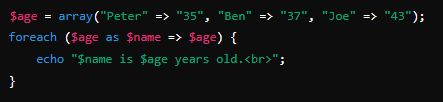 $age = array("Peter" => "35", "Ben" => "37", "Joe" => "43");
foreach ($age as $name => $age) {
    echo "$name is $age years old.<br>";
}